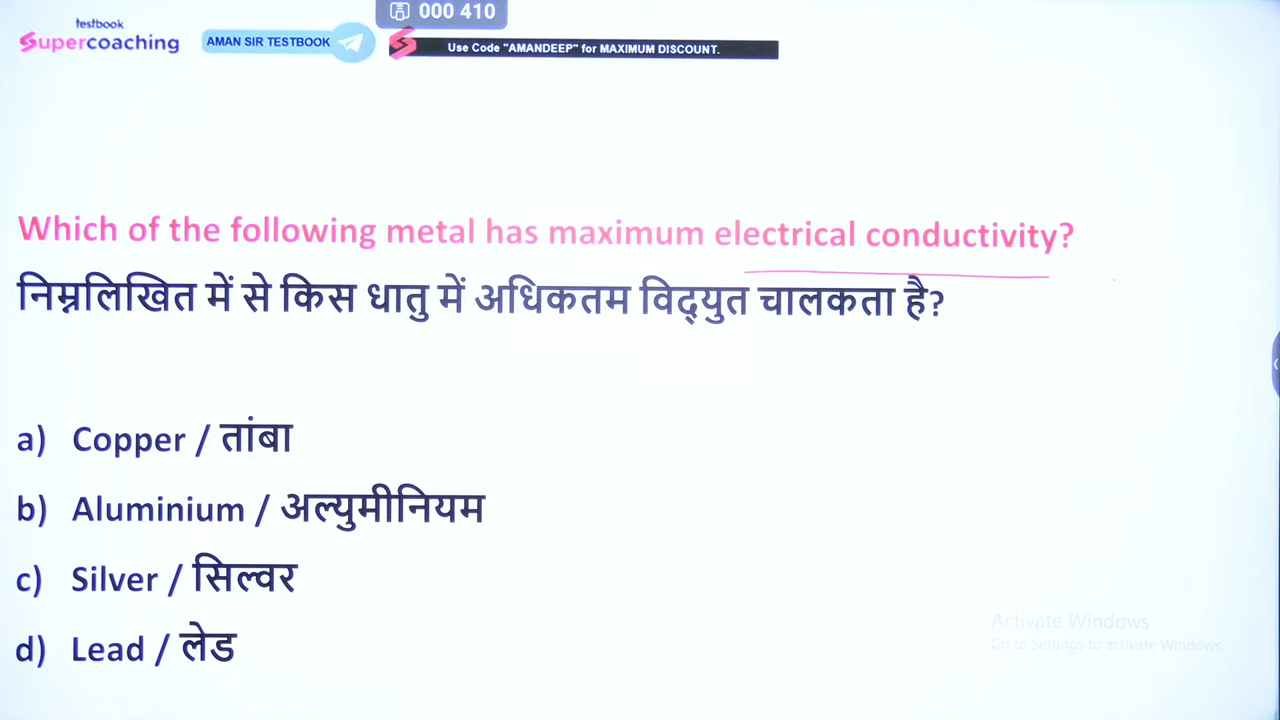 000 410
testbook
Supercoaching
AMAN SIR TESTBOOK
Use Code "AMANDEEP" for MAXIMUM DISCOUNT.
Which of the following metal has maximum electrical conductivity?
निम्नलिखित में से किस धातु में अधिकतम विद्युत चालकता है?
a) Copper / तांबा
b) Aluminium / अल्युमीनियम
c) Silver / सिल्वर
d) Lead / लेड
Activate Windows
Go to Settings to activate Windows.